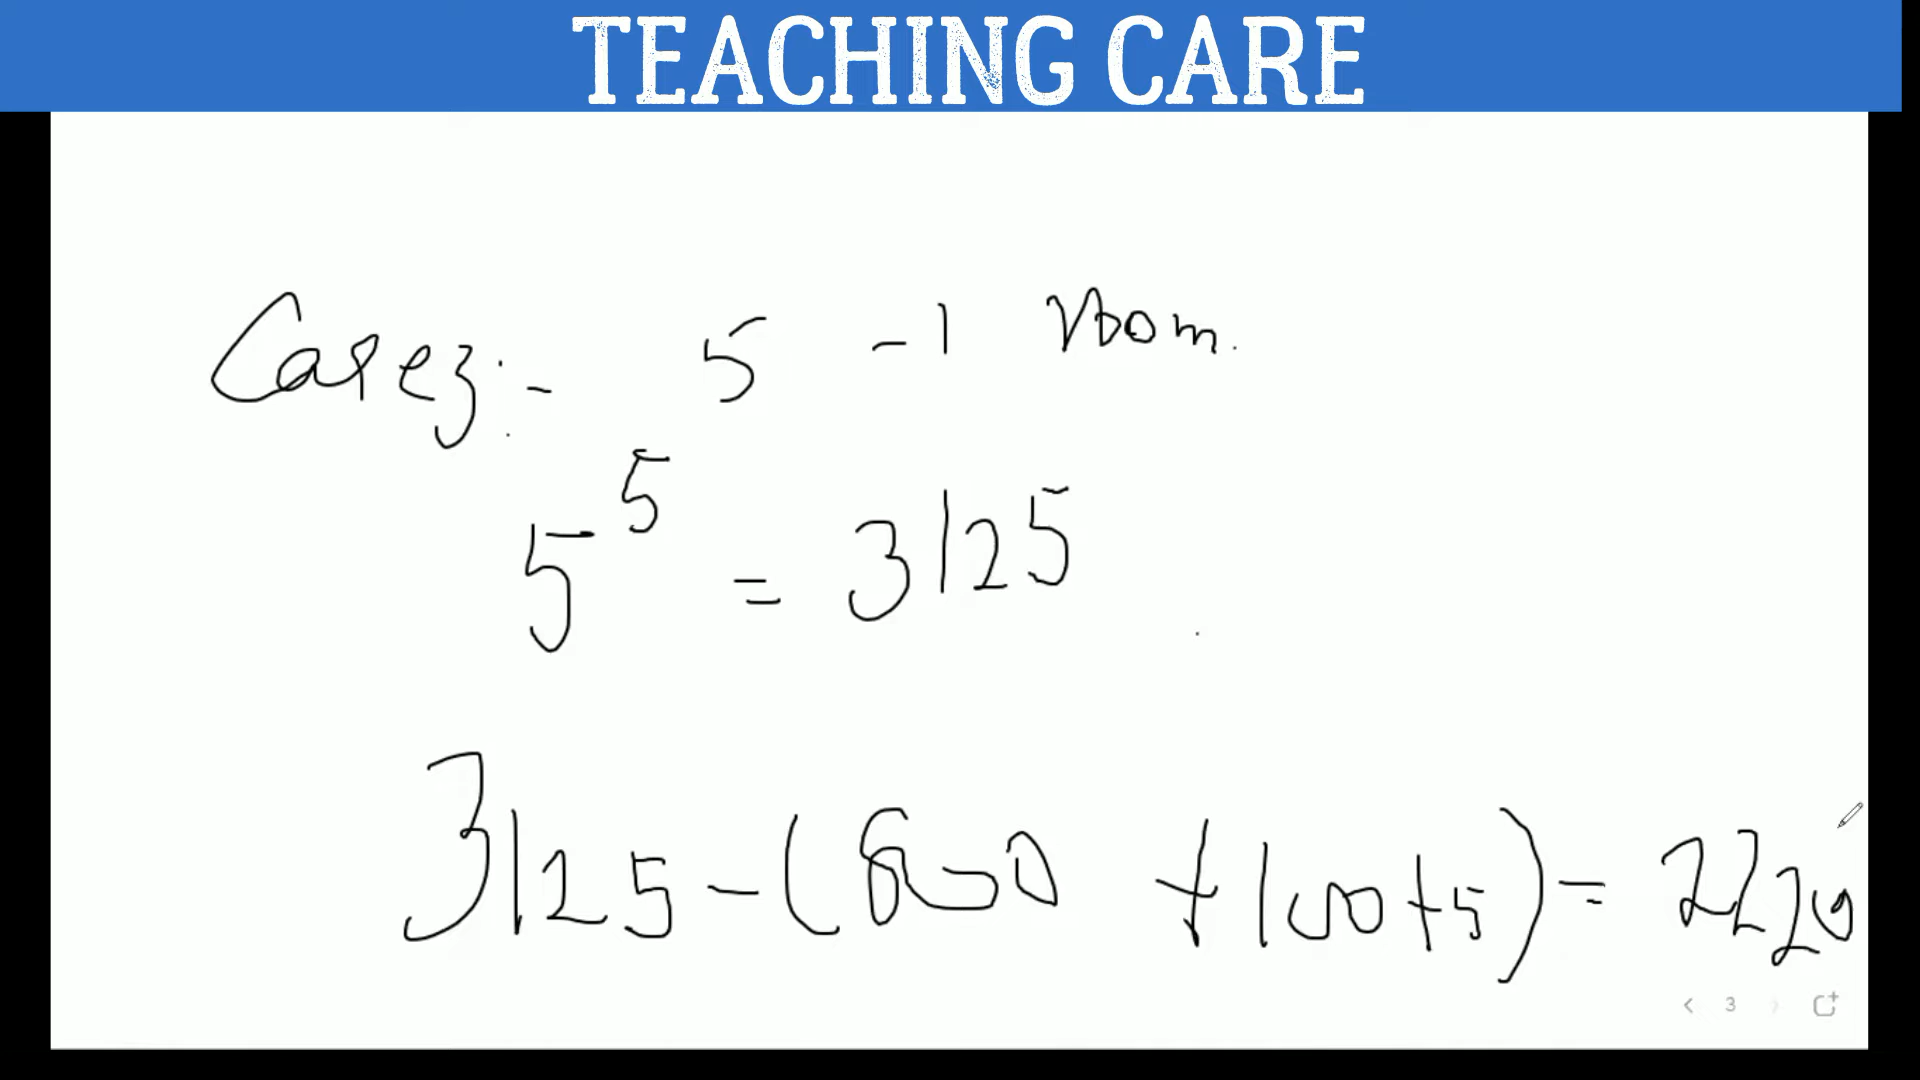 TEACHING CARE
Case3:- 5 -1 room.
5^5 = 3125
3125-(800 +100+5)=2220
3